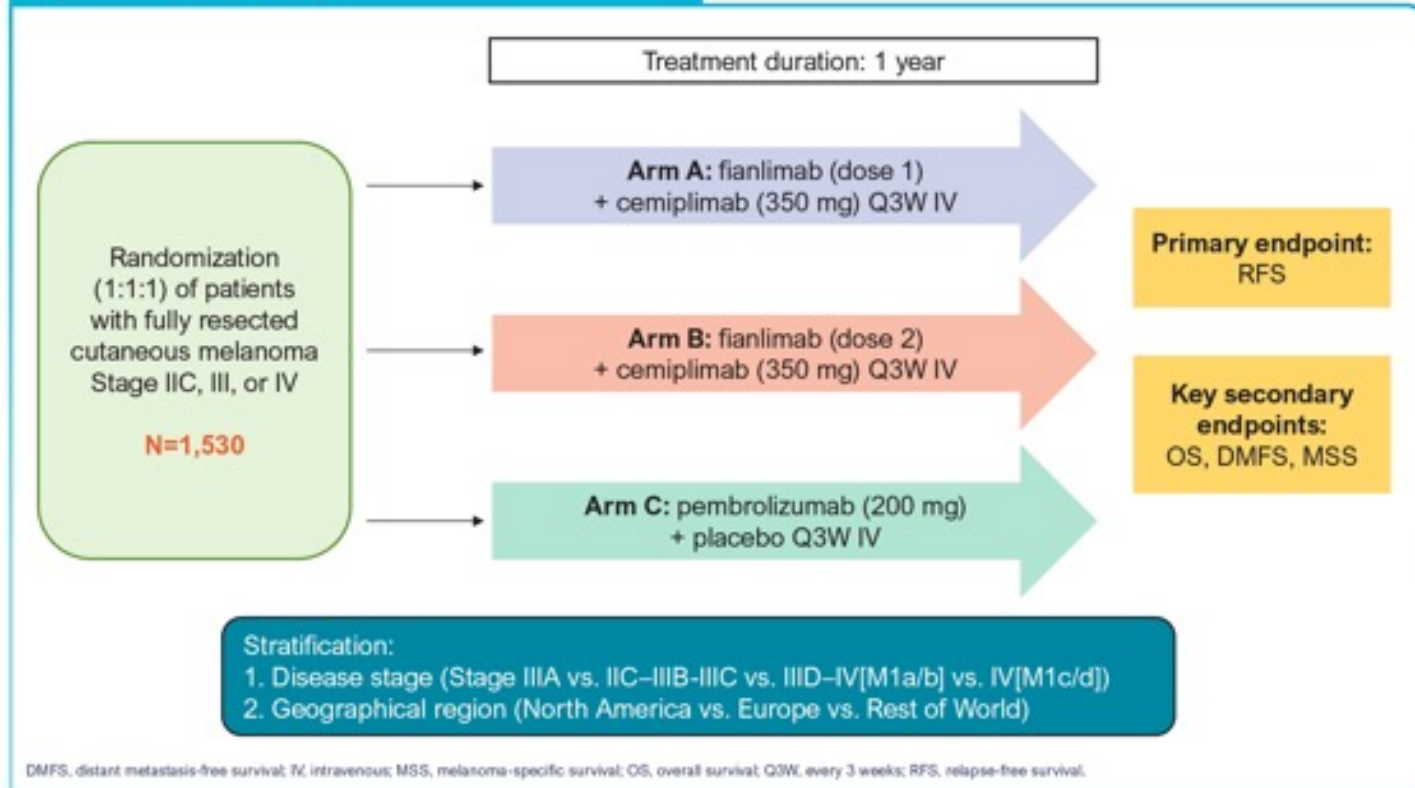 Treatment duration: 1 year
Randomization
(1:1:1) of patients
with fully resected
cutaneous melanoma
Stage IIC, III, or IV
N=1,530
Arm A: fianlimab (dose 1)
+ cemiplimab (350 mg) Q3W IV
Arm B: fianlimab (dose 2)
+ cemiplimab (350 mg) Q3W IV
Arm C: pembrolizumab (200 mg)
+ placebo Q3W IV
Primary endpoint:
RFS
Key secondary
endpoints:
OS, DMFS, MSS
Stratification:
1. Disease stage (Stage IIIA vs. IIC–IIIB-IIIC vs. IIID–IV[M1a/b] vs. IV[M1c/d])
2. Geographical region (North America vs. Europe vs. Rest of World)
DMFS, distant metastasis-free survival; IV, intravenous; MSS, melanoma-specific survival; OS, overall survival; Q3W, every 3 weeks; RFS, relapse-free survival.